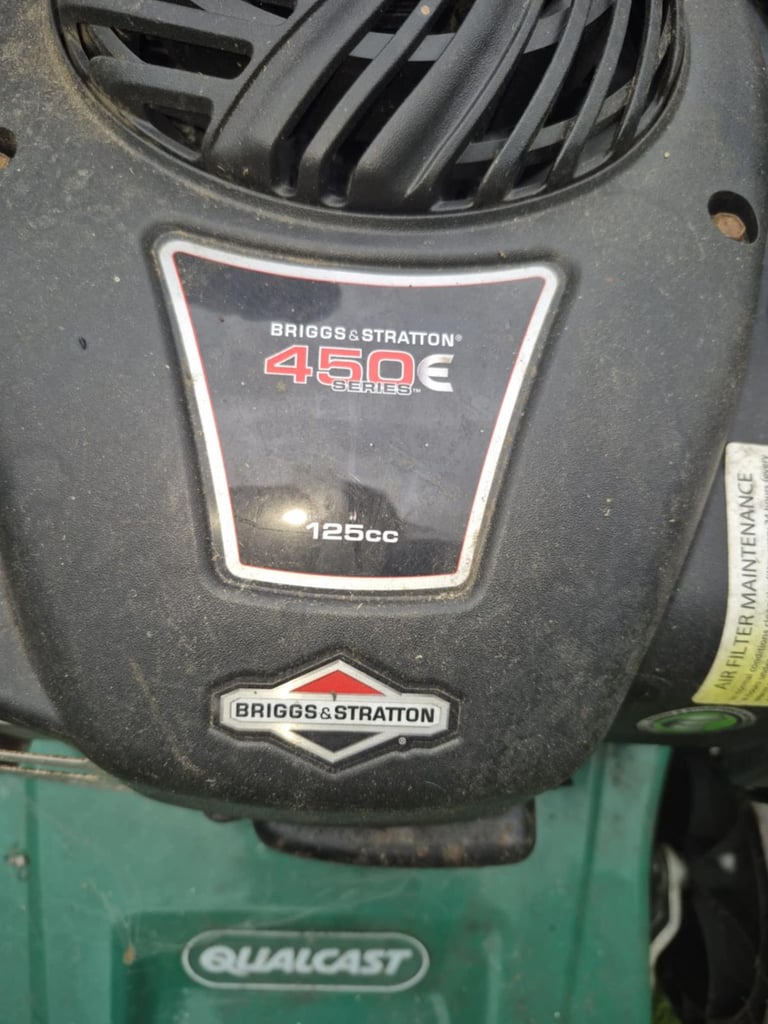 BRIGGS & STRATTON®
450E
SERIES™
125cc
AIR FILTER MAINTENANCE
BRIGGS & STRATTON®
QUALCAST